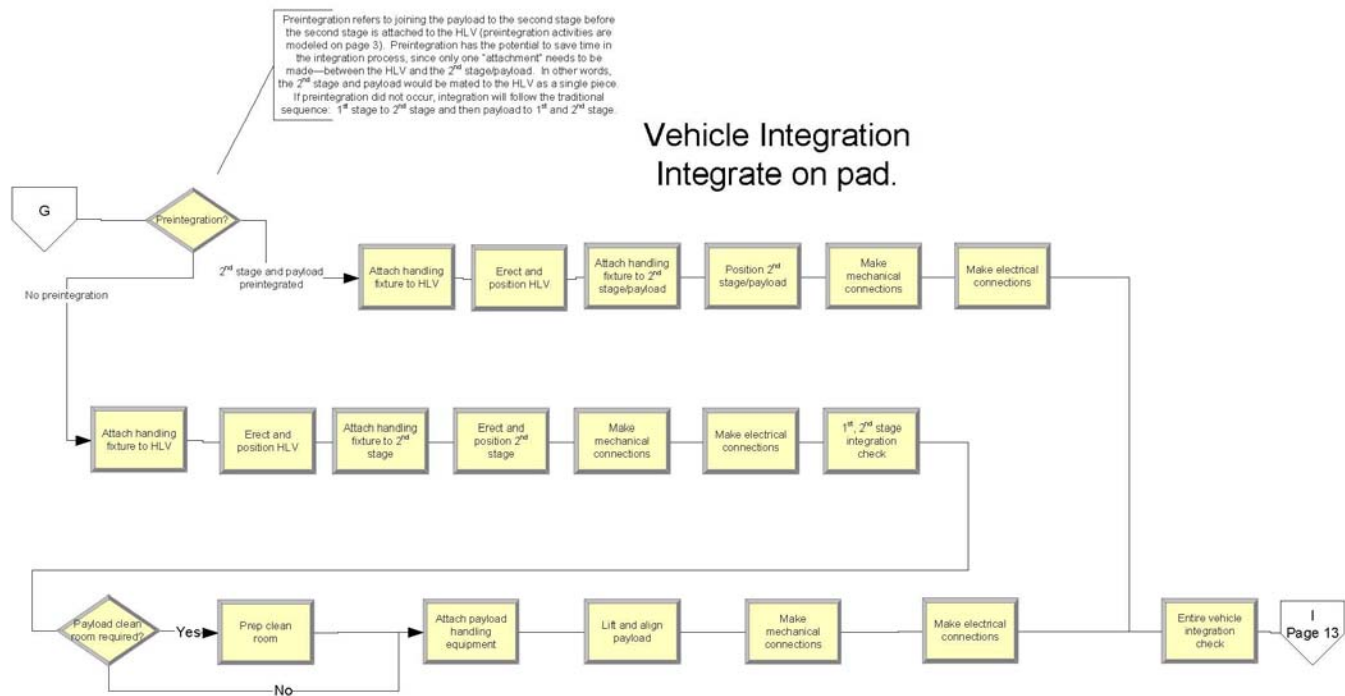 Preintegration refers to joining the payload to the second stage before
the second stage is attached to the HLV (preintegration activities are
modeled on page 3). Preintegration has the potential to save time in
the integration process, since only one "attachment" needs to be
made—between the HLV and the 2nd stage/payload. In other words,
the 2nd stage and payload would be mated to the HLV as a single piece.
If preintegration did not occur, integration will follow the traditional
sequence: 1st stage to 2nd stage and then payload to 1st and 2nd stage.
Vehicle Integration
Integrate on pad.
G
Preintegration?
2nd stage and payload
preintegrated
No preintegration
Attach handling
fixture to HLV
Erect and
position HLV
Attach handling
fixture to 2nd
stage/payload
Position 2nd
stage/payload
Make
mechanical
connections
Make electrical
connections
Attach handling
fixture to HLV
Erect and
position HLV
Attach handling
fixture to 2nd
stage
Erect and
position 2nd
stage
Make
mechanical
connections
Make electrical
connections
1st, 2nd stage
integration
check
Payload clean
room required?
Yes
No
Prep clean
room
Attach payload
handling
equipment
Lift and align
payload
Make
mechanical
connections
Make electrical
connections
Entire vehicle
integration
check
I
Page 13